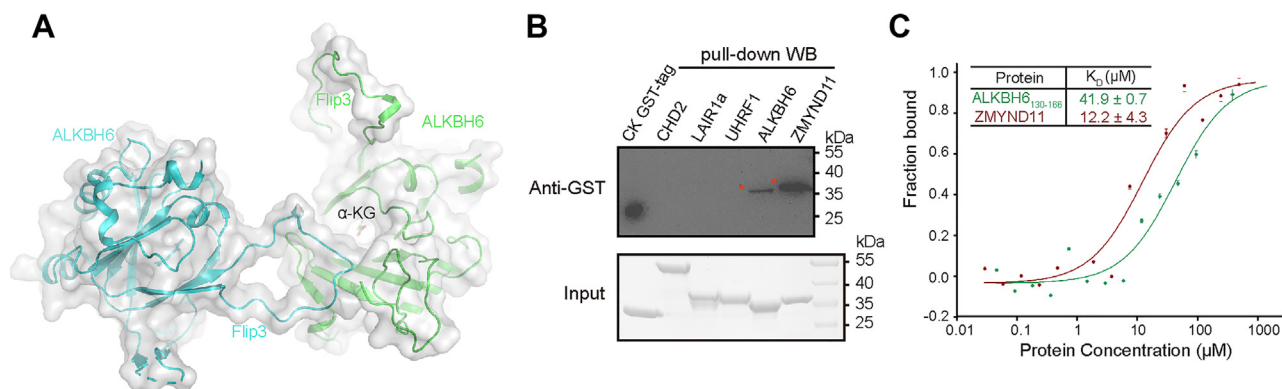 A
Flip3
ALKBH6
ALKBH6
α-KG
Flip3
B
pull-down WB
CK GST-tag
CHD2
LAIR1a
UHRF1
ALKBH6
ZMYND11
kDa
55
40
35
25
Anti-GST
kDa
55
40
35
25
Input
C
Protein K_D (µM)
ALKBH6_130-166 41.9 ± 0.7
ZMYND11 12.2 ± 4.3
Fraction bound
1.0
0.8
0.6
0.4
0.2
-0.0
-0.2
0.01 0.1 1 10 100 1000
Protein Concentration (µM)